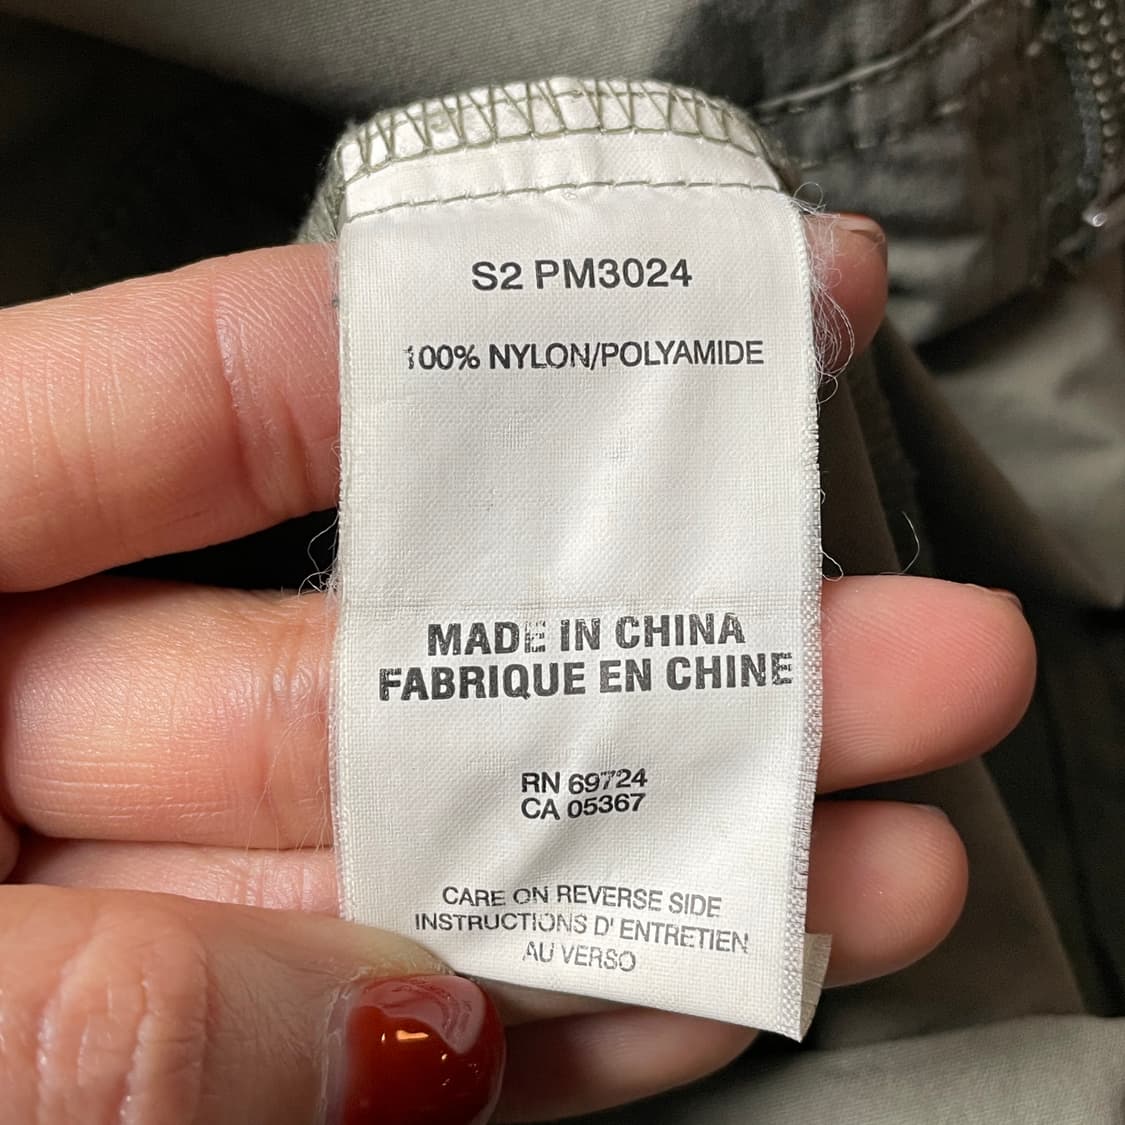 S2 PM3024
100% NYLON/POLYAMIDE
MADE IN CHINA
FABRIQUE EN CHINE
RN 69724
CA 05367
CARE ON REVERSE SIDE
INSTRUCTIONS D' ENTRETIEN
AU VERSO